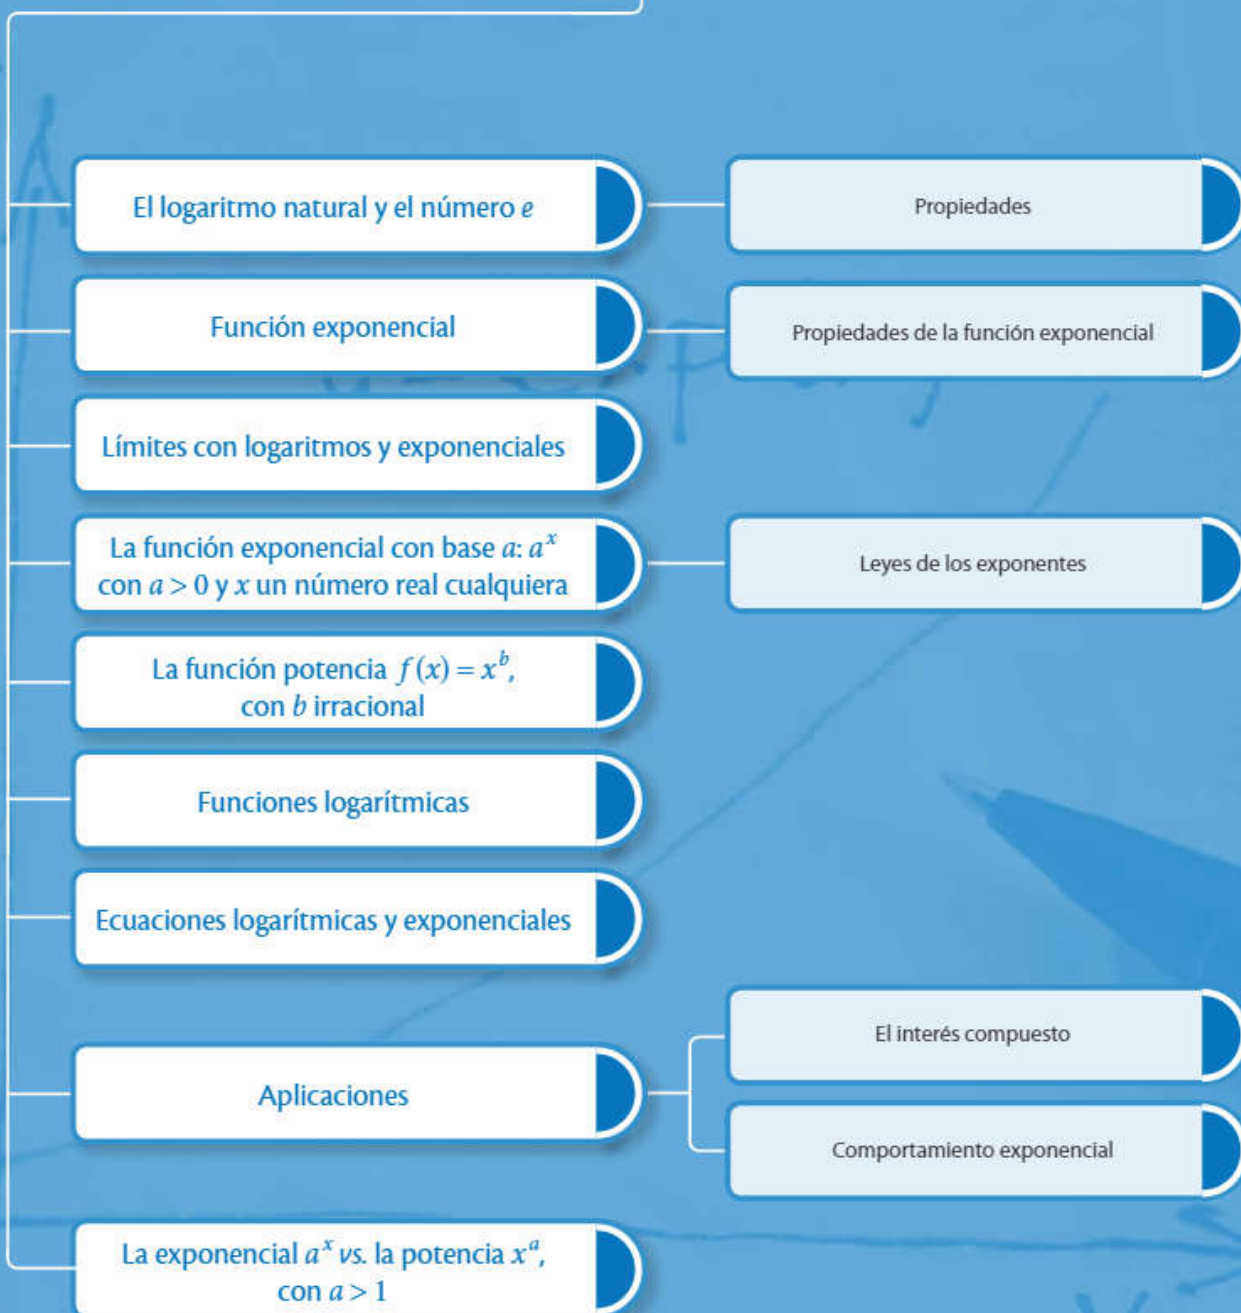 El logaritmo natural y el número e
Propiedades
Función exponencial
Propiedades de la función exponencial
Límites con logaritmos y exponenciales
La función exponencial con base a: a^x
con a > 0 y x un número real cualquiera
Leyes de los exponentes
La función potencia f(x) = x^b,
con b irracional
Funciones logarítmicas
Ecuaciones logarítmicas y exponenciales
Aplicaciones
El interés compuesto
Comportamiento exponencial
La exponencial a^x vs. la potencia x^a,
con a > 1